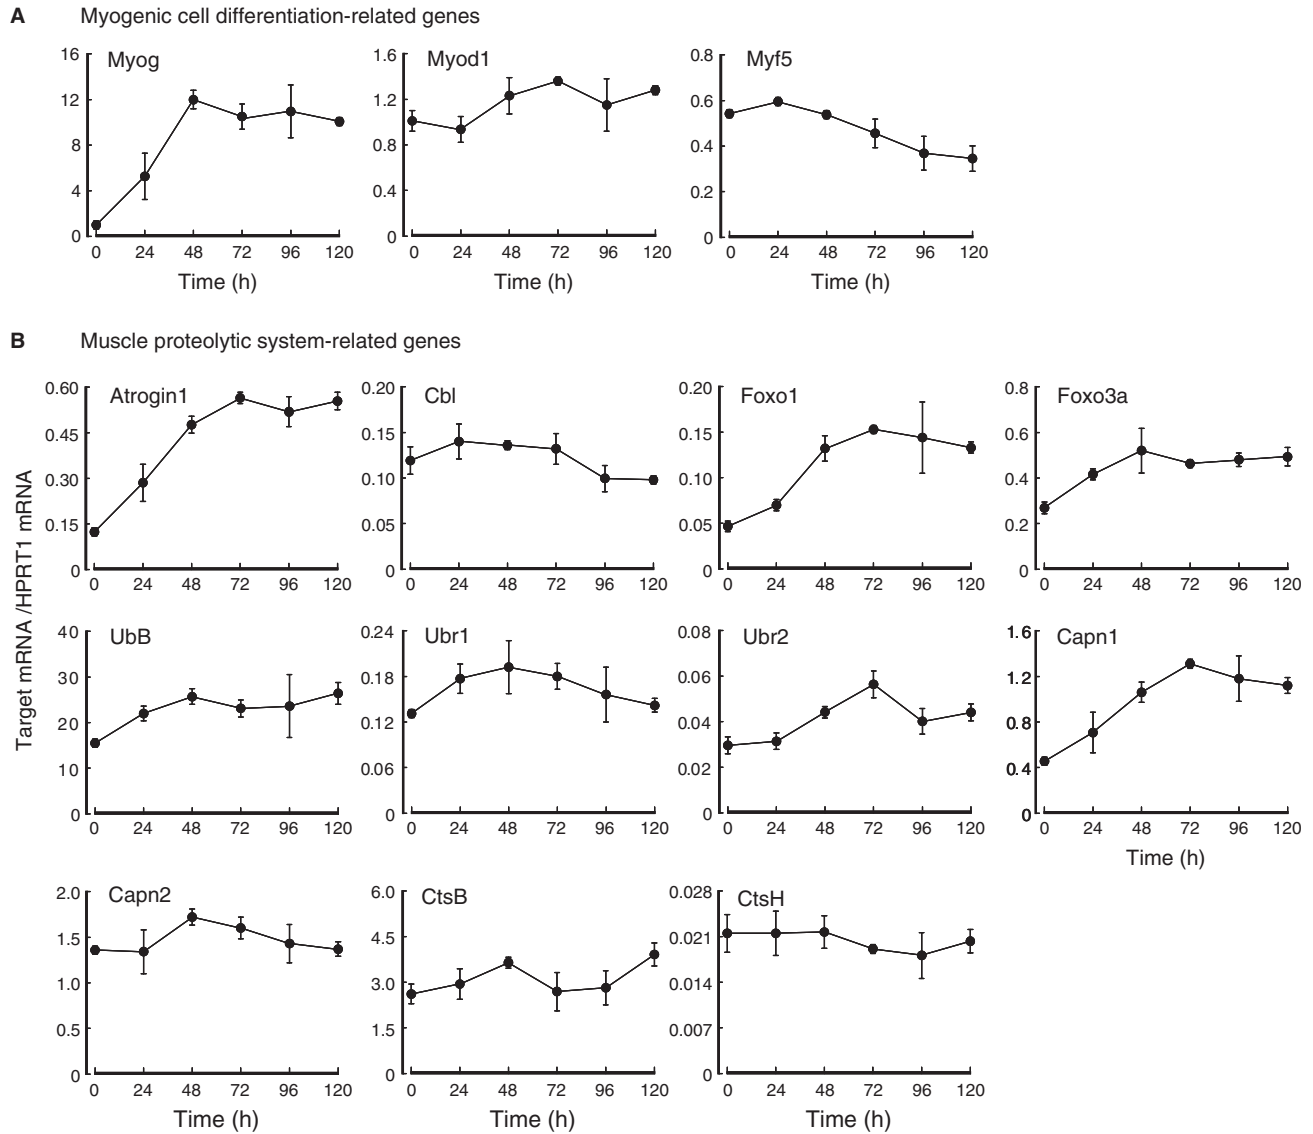 A Myogenic cell differentiation-related genes
Myog
16
12
8
4
0
0 24 48 72 96 120
Time (h)
Myod1
1.6
1.2
0.8
0.4
0
0 24 48 72 96 120
Time (h)
Myf5
0.8
0.6
0.4
0.2
0
0 24 48 72 96 120
Time (h)
B Muscle proteolytic system-related genes
Target mRNA /HPRT1 mRNA
Atrogin1
0.60
0.45
0.30
0.15
0
0 24 48 72 96 120
Cbl
0.20
0.15
0.10
0.05
0
0 24 48 72 96 120
Foxo1
0.20
0.15
0.10
0.05
0
0 24 48 72 96 120
Foxo3a
0.8
0.6
0.4
0.2
0
0 24 48 72 96 120
UbB
40
30
20
10
0
0 24 48 72 96 120
Ubr1
0.24
0.18
0.12
0.06
0
0 24 48 72 96 120
Ubr2
0.08
0.06
0.04
0.02
0
0 24 48 72 96 120
Capn1
1.6
1.2
0.8
0.4
0
0 24 48 72 96 120
Time (h)
Capn2
2.0
1.5
1.0
0.5
0
0 24 48 72 96 120
Time (h)
CtsB
6.0
4.5
3.0
1.5
0
0 24 48 72 96 120
Time (h)
CtsH
0.028
0.021
0.014
0.007
0
0 24 48 72 96 120
Time (h)